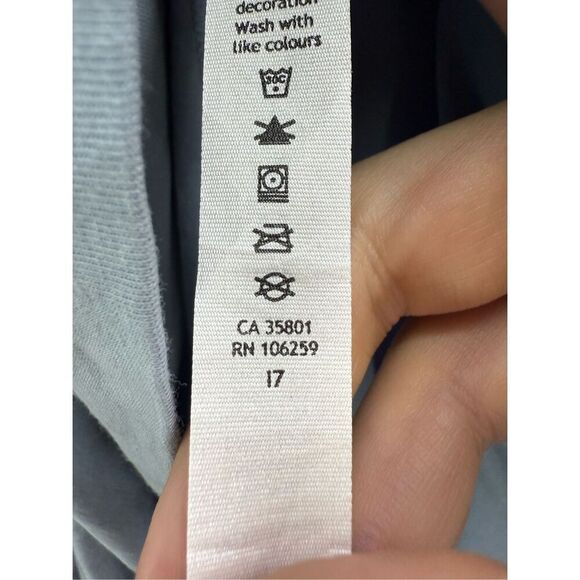 decoration
Wash with
like colours
30C
CA 35801
RN 106259
17